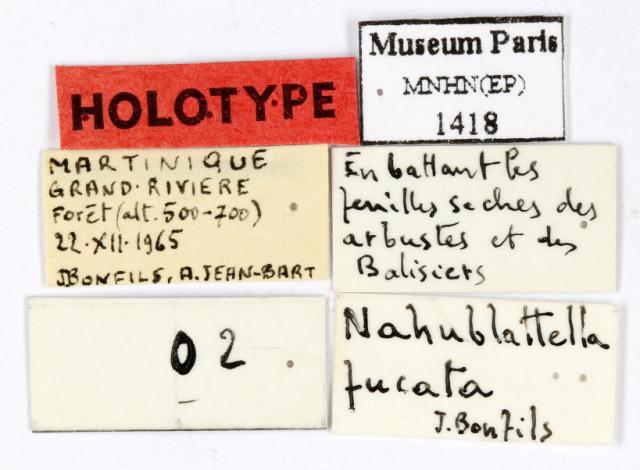 HOLOTYPE
Museum Paris
MNHN(EP)
1418
MARTINIQUE
GRAND-RIVIERE
Forêt (alt. 500-700)
22-XII-1965
J.BONFILS, A.JEAN-BART
En battant les
feuilles seches des
arbustes et des
Balisiers
02
Nahublattella
fucata
J. Bonfils